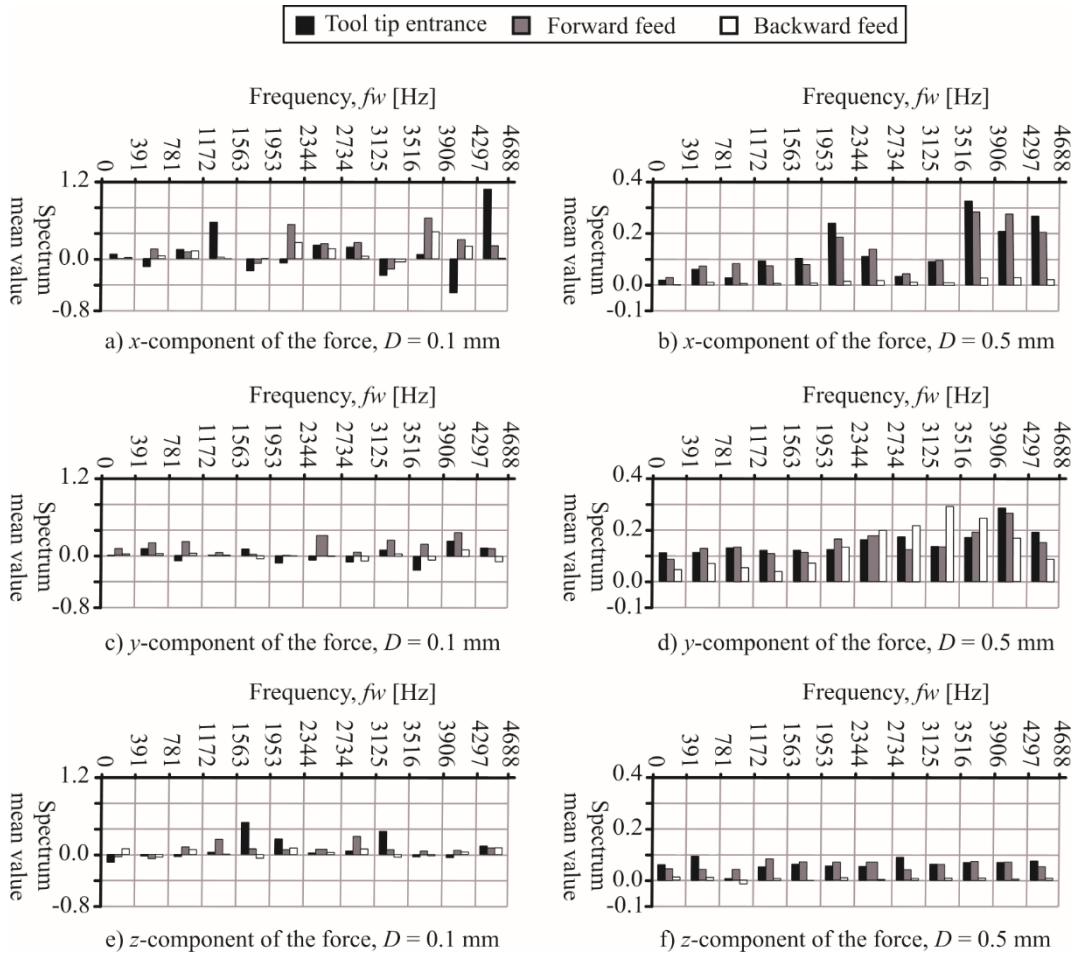 Tool tip entrance Forward feed Backward feed
Frequency, fw [Hz] Frequency, fw [Hz]
0 391 781 1172 1563 1953 2344 2734 3125 3516 3906 4297 4688 0 391 781 1172 1563 1953 2344 2734 3125 3516 3906 4297 4688
Spectrum mean value 1.2 0.0 -0.8 Spectrum mean value 0.4 0.2 0.0 -0.1
a) x-component of the force, D = 0.1 mm b) x-component of the force, D = 0.5 mm
Frequency, fw [Hz] Frequency, fw [Hz]
0 391 781 1172 1563 1953 2344 2734 3125 3516 3906 4297 4688 0 391 781 1172 1563 1953 2344 2734 3125 3516 3906 4297 4688
Spectrum mean value 1.2 0.0 -0.8 Spectrum mean value 0.4 0.2 0.0 -0.1
c) y-component of the force, D = 0.1 mm d) y-component of the force, D = 0.5 mm
Frequency, fw [Hz] Frequency, fw [Hz]
0 391 781 1172 1563 1953 2344 2734 3125 3516 3906 4297 4688 0 391 781 1172 1563 1953 2344 2734 3125 3516 3906 4297 4688
Spectrum mean value 1.2 0.0 -0.8 Spectrum mean value 0.4 0.2 0.0 -0.1
e) z-component of the force, D = 0.1 mm f) z-component of the force, D = 0.5 mm